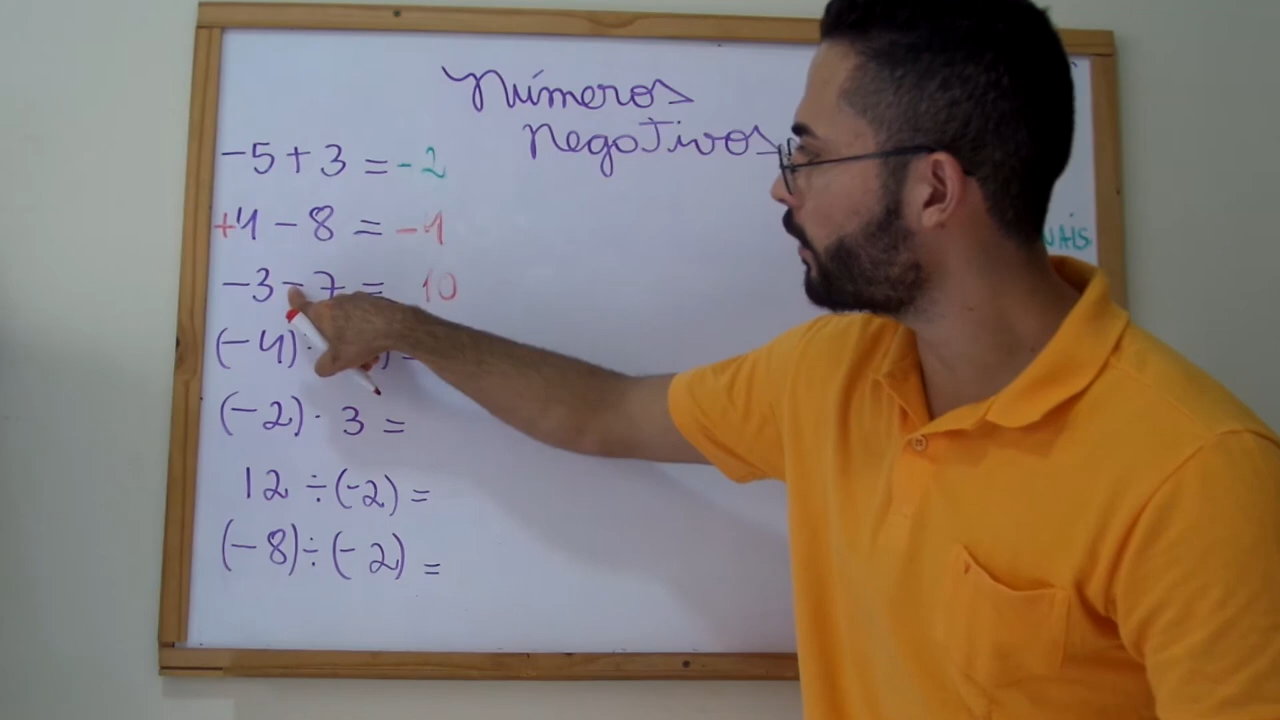 Números
negativos
-5 + 3 = -2
+4 - 8 = -4
-3 - 7 = 10
(-4) ·
(-2) · 3 =
12 ÷ (-2) =
(-8) ÷ (-2) =